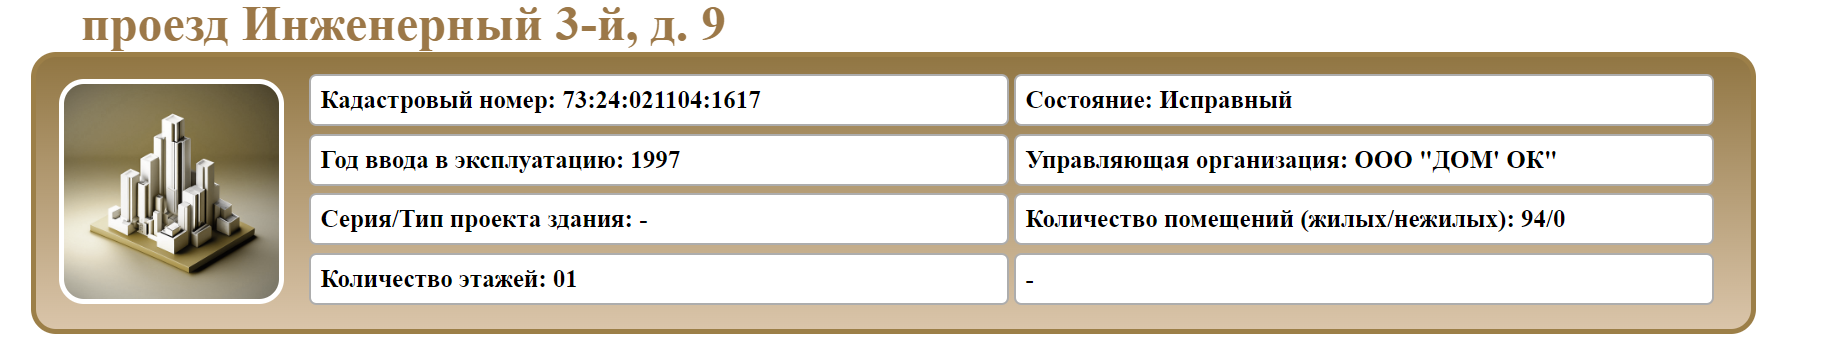 проезд Инженерный 3-й, д. 9
Кадастровый номер: 73:24:021104:1617
Состояние: Исправный
Год ввода в эксплуатацию: 1997
Управляющая организация: ООО "ДОМ' ОК"
Серия/Тип проекта здания: -
Количество помещений (жилых/нежилых): 94/0
Количество этажей: 01
-